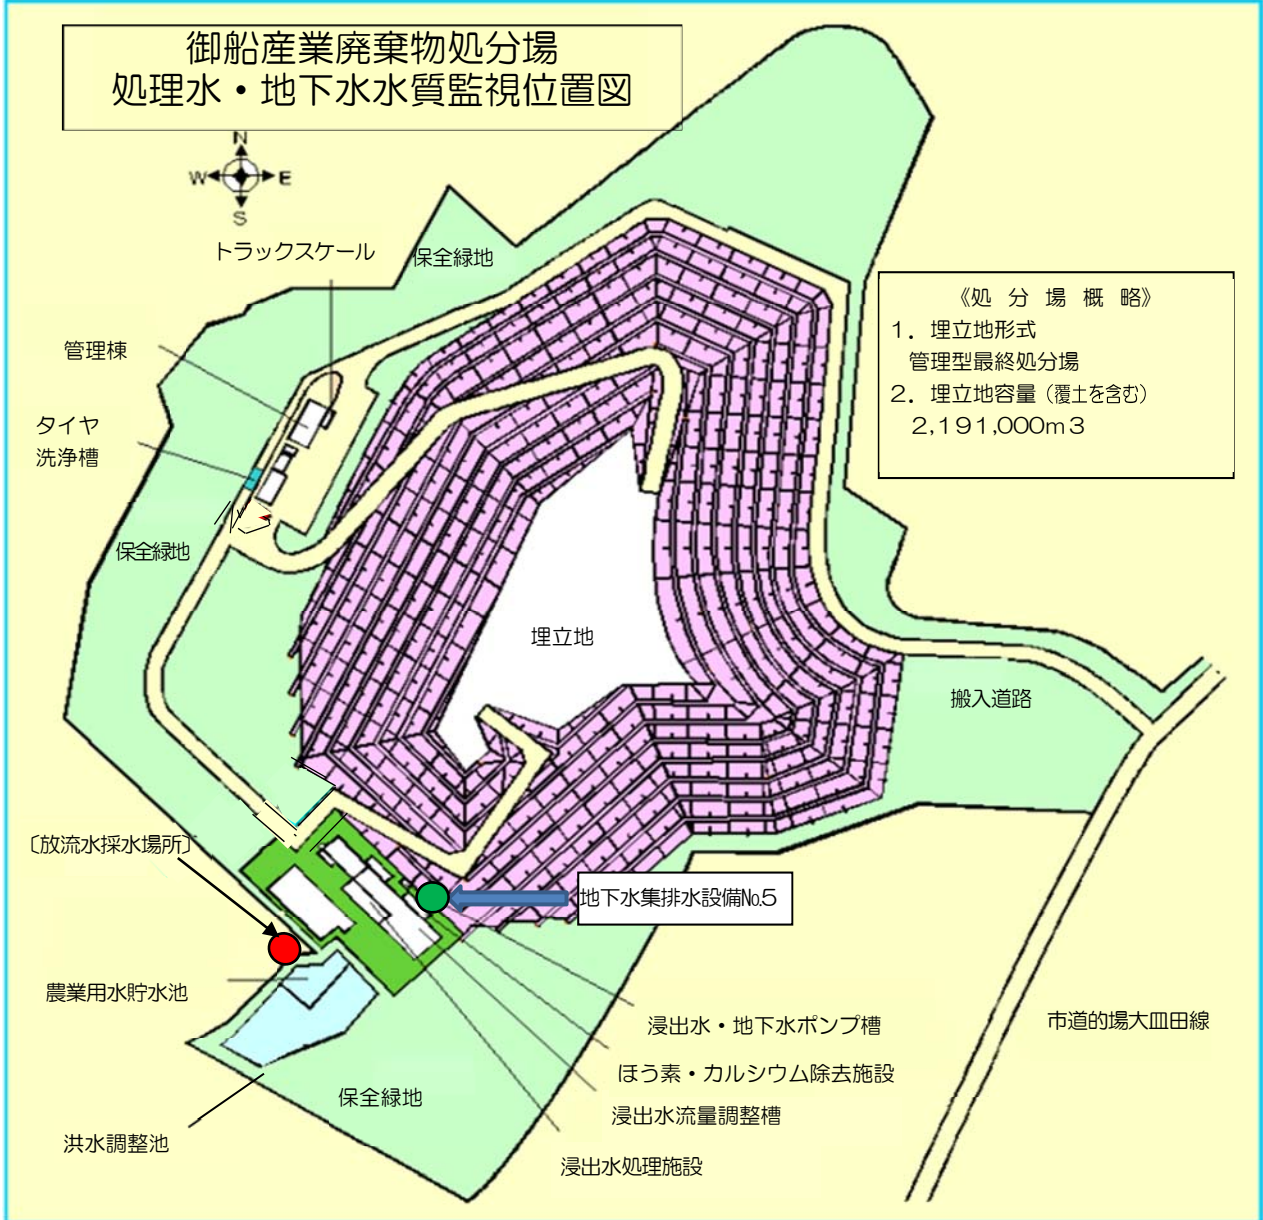 御船産業廃棄物処分場
処理水・地下水水質監視位置図
N
W
E
S
トラックスケール
保全緑地
《処 分 場 概 略》
1．埋立地形式
管理型最終処分場
2．埋立地容量（覆土を含む）
2,191,000m3
管理棟
タイヤ
洗浄槽
保全緑地
埋立地
搬入道路
〔放流水採水場所〕
地下水集排水設備No.5
農業用水貯水池
浸出水・地下水ポンプ槽
市道的場大皿田線
ほう素・カルシウム除去施設
保全緑地
浸出水流量調整槽
洪水調整池
浸出水処理施設